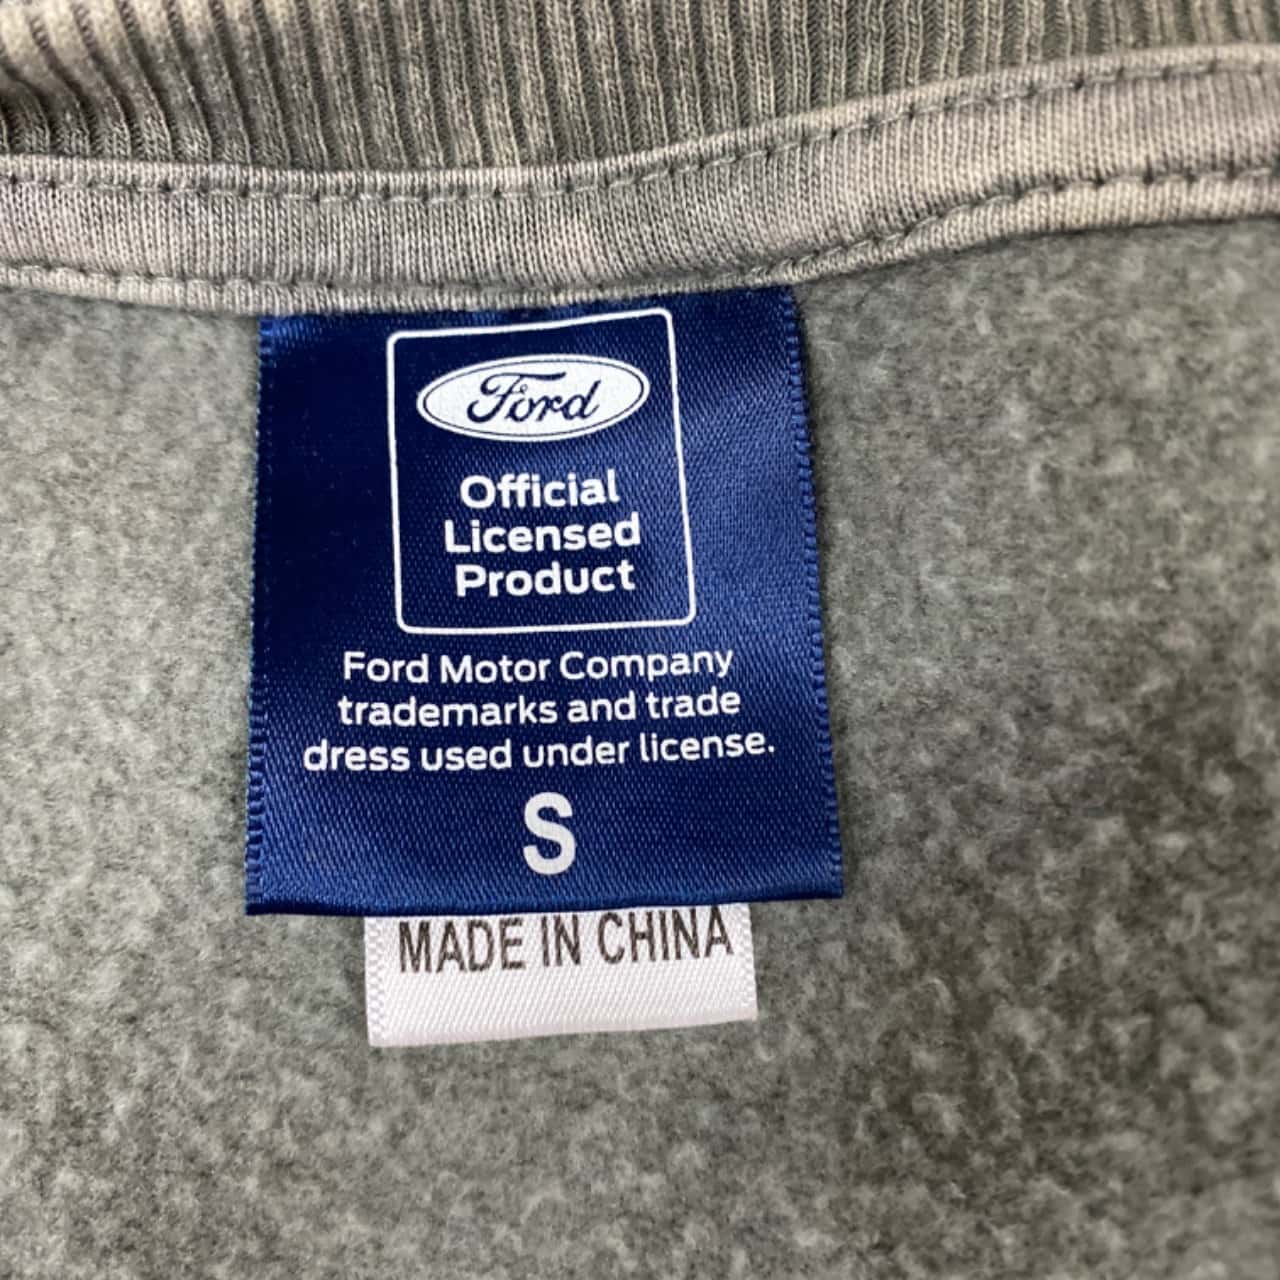 Ford
Official
Licensed
Product
Ford Motor Company
trademarks and trade
dress used under license.
S
MADE IN CHINA